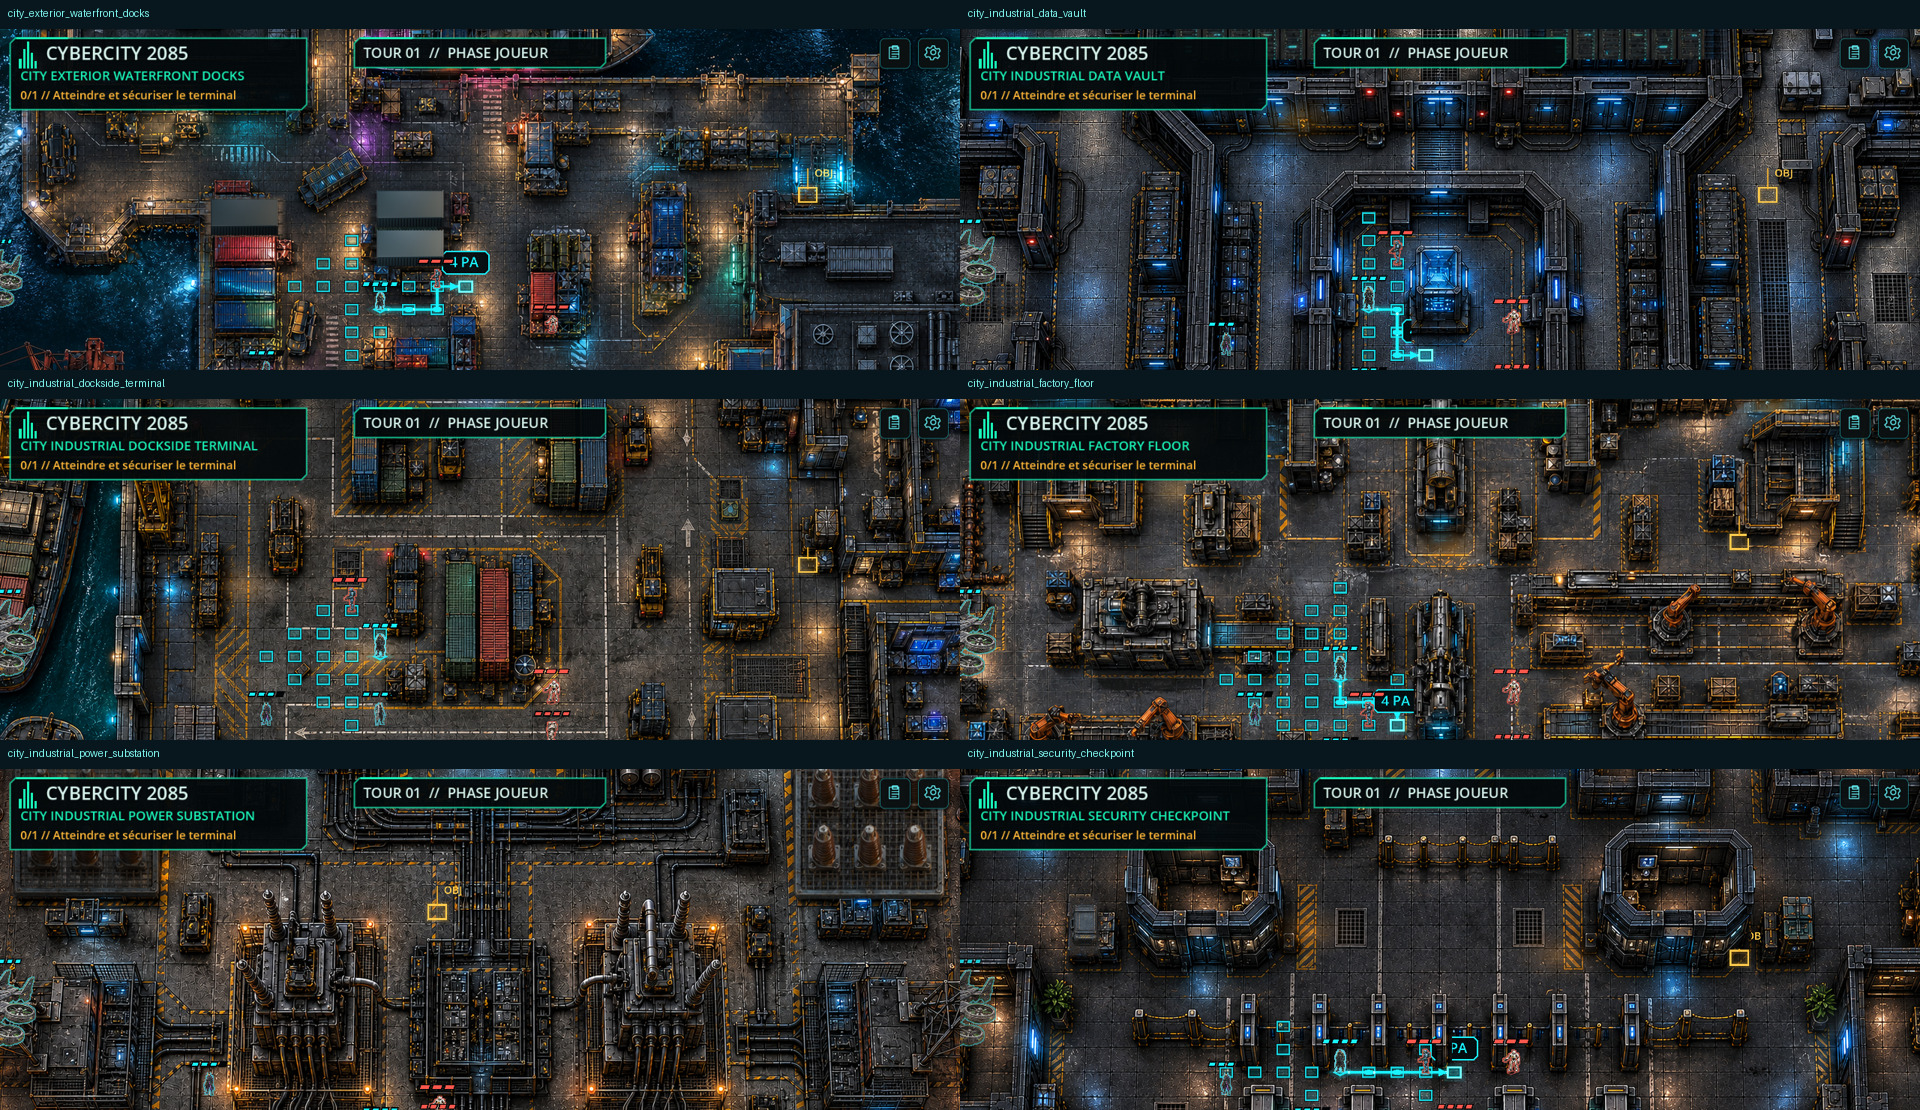 city_exterior_waterfront_docks
CYBERCITY 2085
CITY EXTERIOR WATERFRONT DOCKS
0/1 // Atteindre et sécuriser le terminal
TOUR 01 // PHASE JOUEUR
OBJ
4 PA
city_industrial_data_vault
CYBERCITY 2085
CITY INDUSTRIAL DATA VAULT
0/1 // Atteindre et sécuriser le terminal
TOUR 01 // PHASE JOUEUR
OBJ
city_industrial_dockside_terminal
CYBERCITY 2085
CITY INDUSTRIAL DOCKSIDE TERMINAL
0/1 // Atteindre et sécuriser le terminal
TOUR 01 // PHASE JOUEUR
city_industrial_factory_floor
CYBERCITY 2085
CITY INDUSTRIAL FACTORY FLOOR
0/1 // Atteindre et sécuriser le terminal
TOUR 01 // PHASE JOUEUR
4 PA
city_industrial_power_substation
CYBERCITY 2085
CITY INDUSTRIAL POWER SUBSTATION
0/1 // Atteindre et sécuriser le terminal
TOUR 01 // PHASE JOUEUR
OBJ
city_industrial_security_checkpoint
CYBERCITY 2085
CITY INDUSTRIAL SECURITY CHECKPOINT
0/1 // Atteindre et sécuriser le terminal
TOUR 01 // PHASE JOUEUR
PA